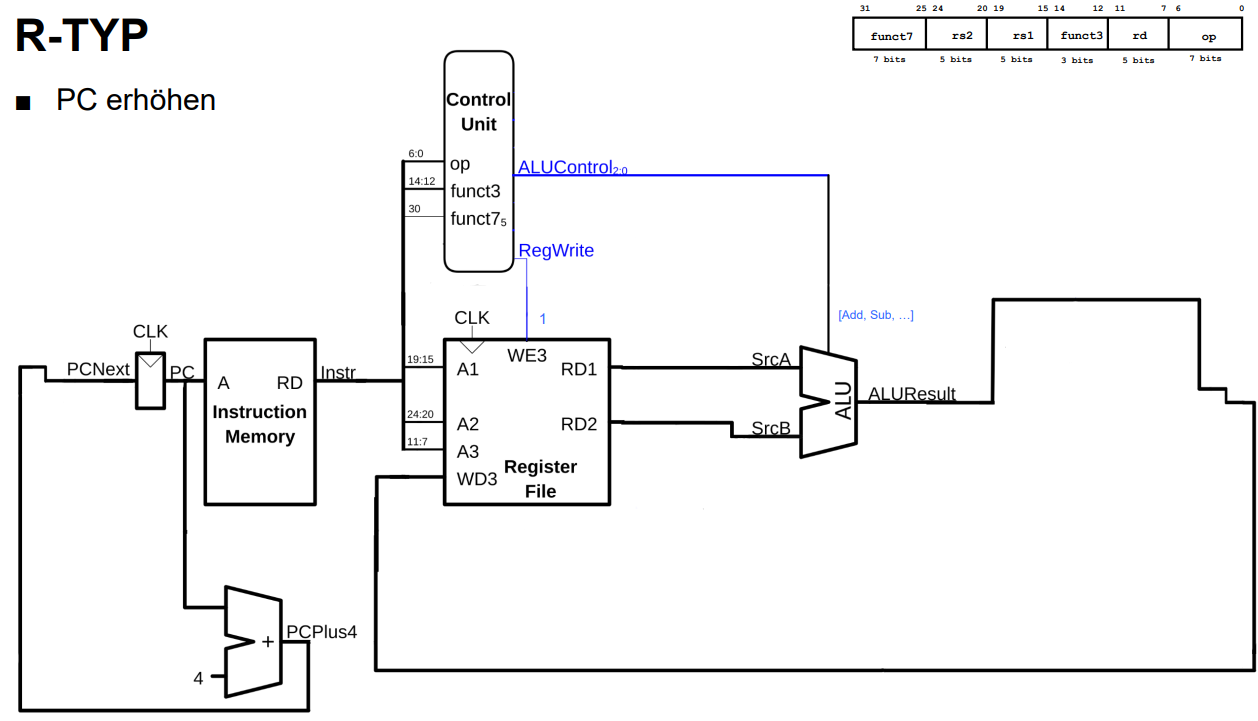 R-TYP
■ PC erhöhen
31 25 24 20 19 15 14 12 11 7 6 0
funct7 rs2 rs1 funct3 rd op
7 bits 5 bits 5 bits 3 bits 5 bits 7 bits
Control
Unit
6:0 op
14:12 funct3
30 funct7₅
ALUControl₂:₀
RegWrite
1
[Add, Sub, …]
CLK
PCNext
PC
A RD
Instruction
Memory
Instr
CLK
WE3
19:15 A1 RD1
24:20 A2 RD2
11:7 A3
WD3
Register
File
SrcA
SrcB
ALU
ALUResult
+
PCPlus4
4